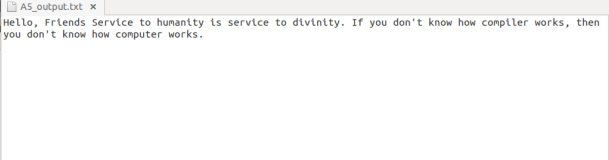 AS_output.txt ×
Hello, Friends Service to humanity is service to divinity. If you don't know how compiler works, then
you don't know how computer works.